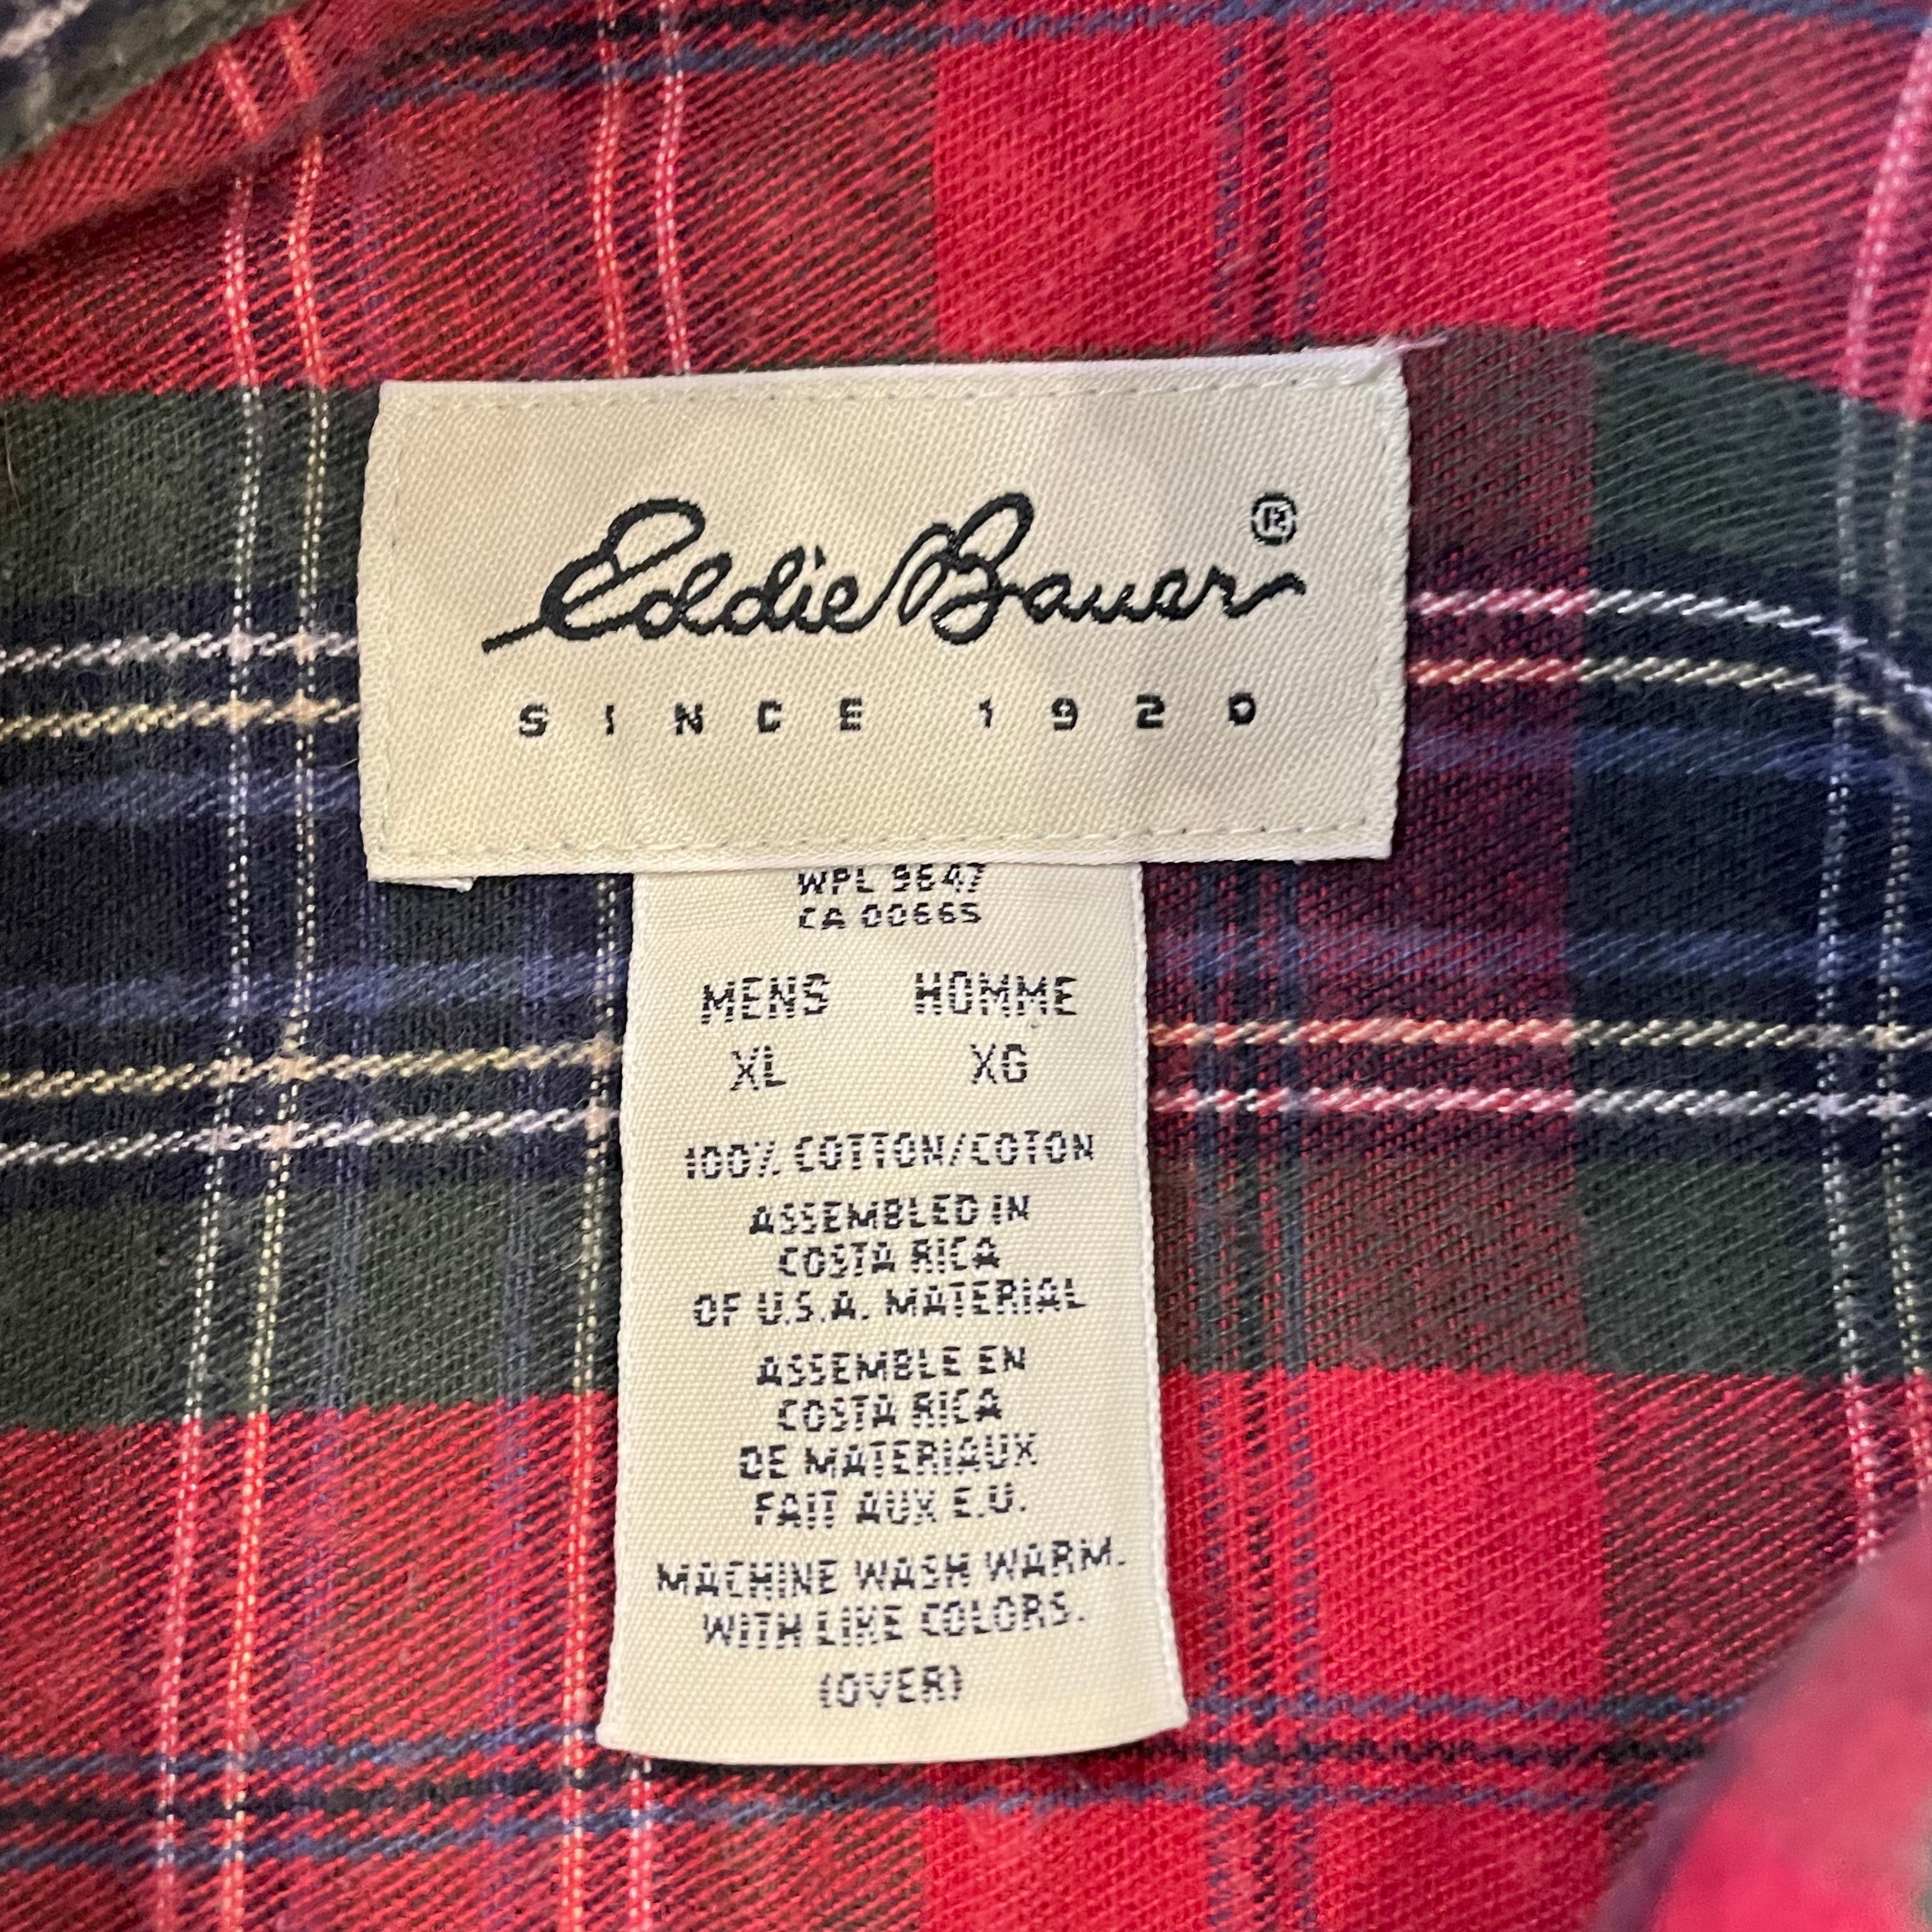 Eddie Bauer ®
SINCE 1920
WPL 9647
CA 00665
MENS HOMME
XL XG
100% COTTON/COTON
ASSEMBLED IN
COSTA RICA
OF U.S.A. MATERIAL
ASSEMBLE EN
COSTA RICA
DE MATERIAUX
FAIT AUX E.U.
MACHINE WASH WARM.
WITH LIKE COLORS.
(OVER)